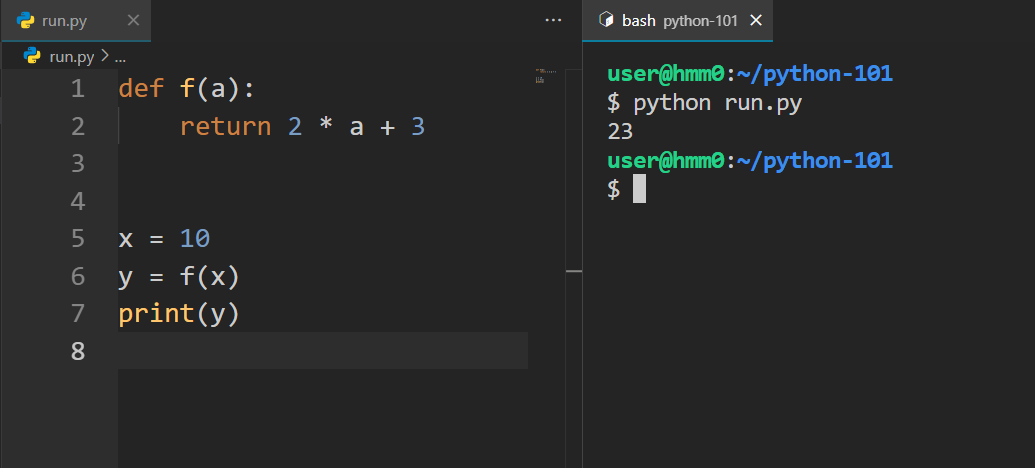 run.py
run.py > ...
1 def f(a):
2     return 2 * a + 3
3
4
5 x = 10
6 y = f(x)
7 print(y)
8
bash python-101
user@hmm0:~/python-101
$ python run.py
23
user@hmm0:~/python-101
$